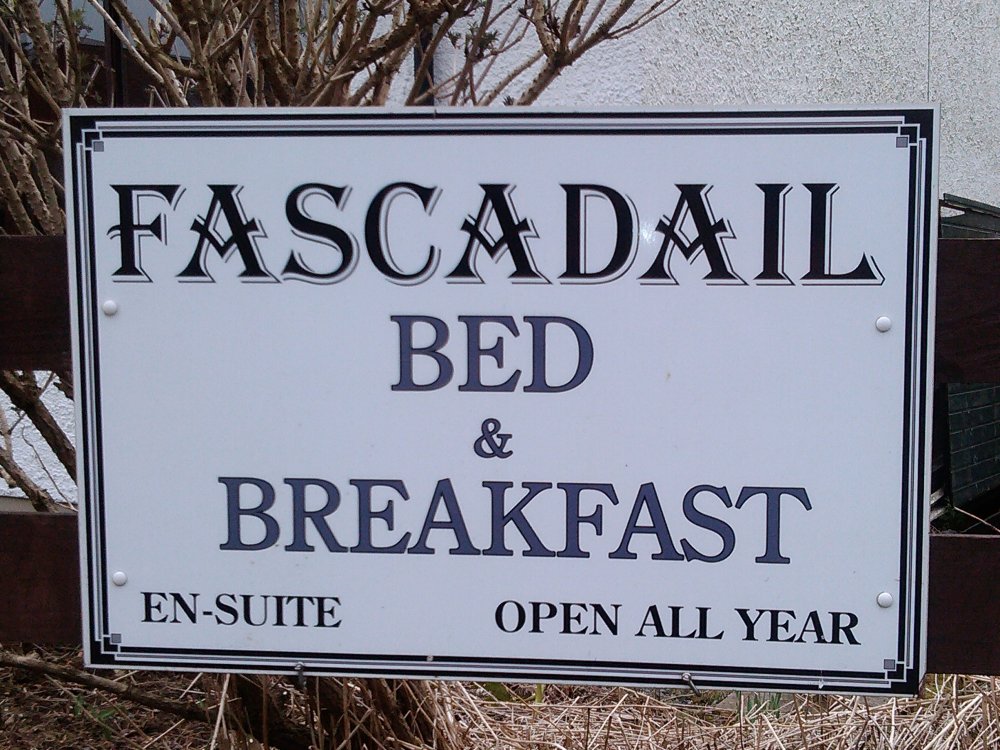 FASCADAIL
BED
&
BREAKFAST
EN-SUITE OPEN ALL YEAR